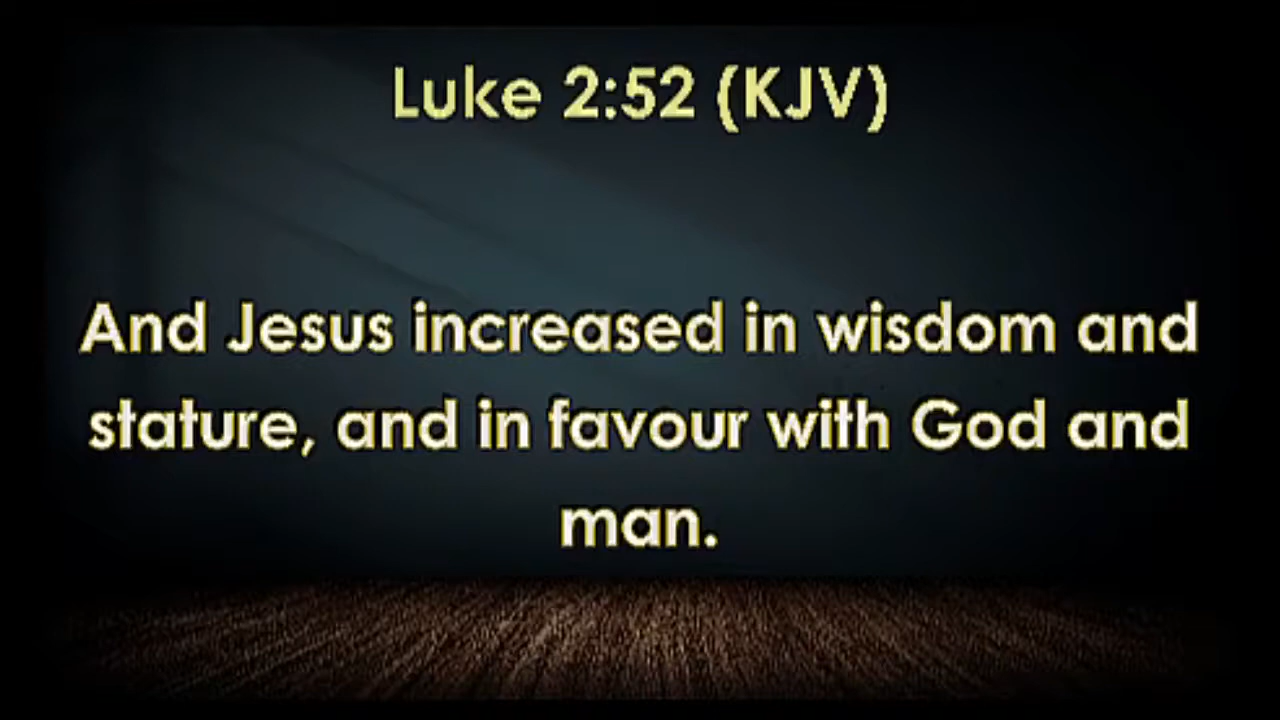 Luke 2:52 (KJV)
And Jesus increased in wisdom and
stature, and in favour with God and
man.